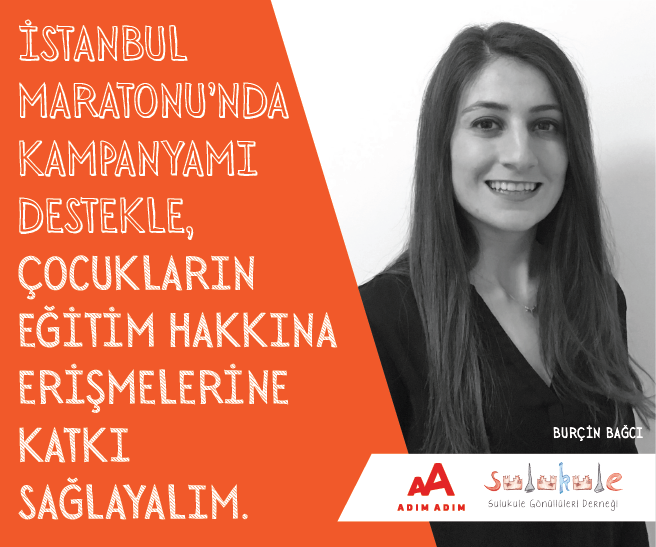 İSTANBUL
MARATONU'NDA
KAMPANYAMI
DESTEKLE,
ÇOCUKLARIN
EĞİTİM HAKKINA
ERİŞMELERİNE
KATKI
SAĞLAYALIM.
BURÇİN BAĞCI
AA
ADIM ADIM
Sulukule
Sulukule Gönüllüleri Derneği